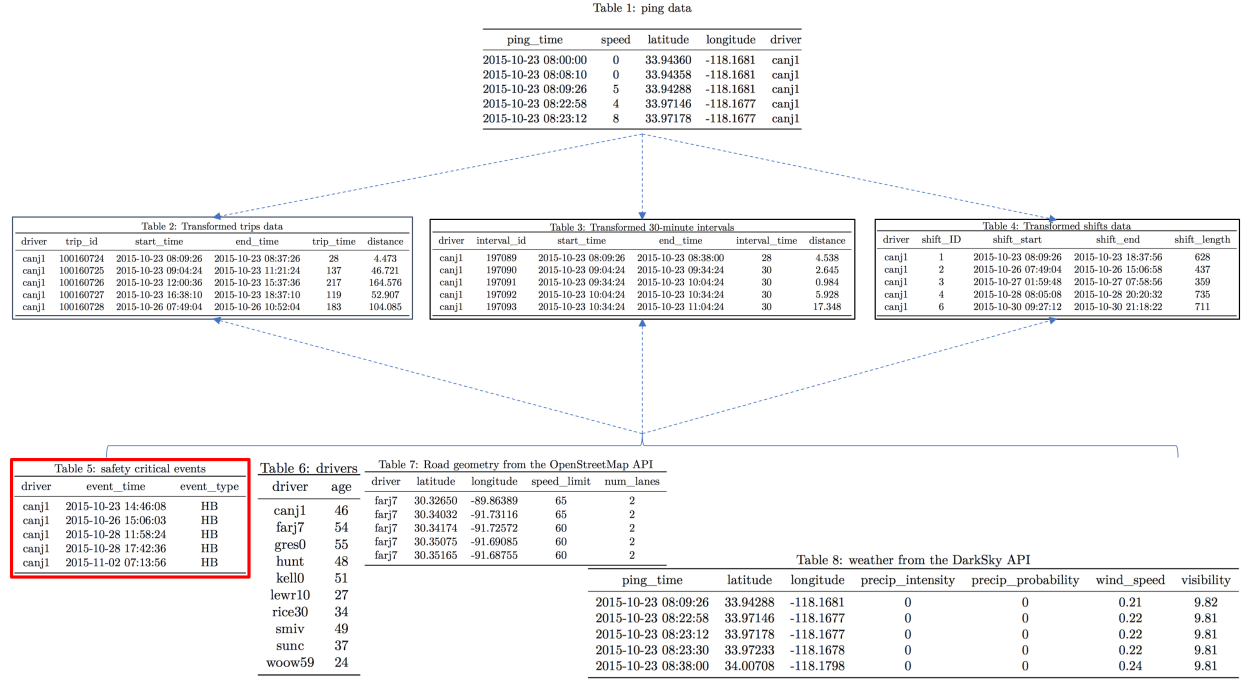 Table 1: ping data
ping_time speed latitude longitude driver
2015-10-23 08:00:00 0 33.94360 -118.1681 canj1
2015-10-23 08:08:10 0 33.94358 -118.1681 canj1
2015-10-23 08:09:26 5 33.94288 -118.1681 canj1
2015-10-23 08:22:58 4 33.97146 -118.1677 canj1
2015-10-23 08:23:12 8 33.97178 -118.1677 canj1
Table 2: Transformed trips data
driver trip_id start_time end_time trip_time distance
canj1 100160724 2015-10-23 08:09:26 2015-10-23 08:37:26 28 4.473
canj1 100160725 2015-10-23 09:04:24 2015-10-23 11:21:24 137 46.721
canj1 100160726 2015-10-23 12:00:36 2015-10-23 15:37:36 217 164.576
canj1 100160727 2015-10-23 16:38:10 2015-10-23 18:37:10 119 52.907
canj1 100160728 2015-10-26 07:49:04 2015-10-26 10:52:04 183 104.085
Table 3: Transformed 30-minute intervals
driver interval_id start_time end_time interval_time distance
canj1 197089 2015-10-23 08:09:26 2015-10-23 08:38:00 28 4.538
canj1 197090 2015-10-23 09:04:24 2015-10-23 09:34:24 30 2.645
canj1 197091 2015-10-23 09:34:24 2015-10-23 10:04:24 30 0.984
canj1 197092 2015-10-23 10:04:24 2015-10-23 10:34:24 30 5.928
canj1 197093 2015-10-23 10:34:24 2015-10-23 11:04:24 30 17.348
Table 4: Transformed shifts data
driver shift_ID shift_start shift_end shift_length
canj1 1 2015-10-23 08:09:26 2015-10-23 18:37:56 628
canj1 2 2015-10-26 07:49:04 2015-10-26 15:06:58 437
canj1 3 2015-10-27 01:59:48 2015-10-27 07:58:56 359
canj1 4 2015-10-28 08:05:08 2015-10-28 20:20:32 735
canj1 6 2015-10-30 09:27:12 2015-10-30 21:18:22 711
Table 5: safety critical events
driver event_time event_type
canj1 2015-10-23 14:46:08 HB
canj1 2015-10-26 15:06:03 HB
canj1 2015-10-28 11:58:24 HB
canj1 2015-10-28 17:42:36 HB
canj1 2015-11-02 07:13:56 HB
Table 6: drivers
driver age
canj1 46
farj7 54
gres0 55
hunt 48
kell0 51
lewr10 27
rice30 34
smiv 49
sunc 37
woow59 24
Table 7: Road geometry from the OpenStreetMap API
driver latitude longitude speed_limit num_lanes
farj7 30.32650 -89.86389 65 2
farj7 30.34032 -91.73116 65 2
farj7 30.34174 -91.72572 60 2
farj7 30.35075 -91.69085 60 2
farj7 30.35165 -91.68755 60 2
Table 8: weather from the DarkSky API
ping_time latitude longitude precip_intensity precip_probability wind_speed visibility
2015-10-23 08:09:26 33.94288 -118.1681 0 0 0.21 9.82
2015-10-23 08:22:58 33.97146 -118.1677 0 0 0.22 9.81
2015-10-23 08:23:12 33.97178 -118.1677 0 0 0.22 9.81
2015-10-23 08:23:30 33.97233 -118.1678 0 0 0.22 9.81
2015-10-23 08:38:00 34.00708 -118.1798 0 0 0.24 9.81